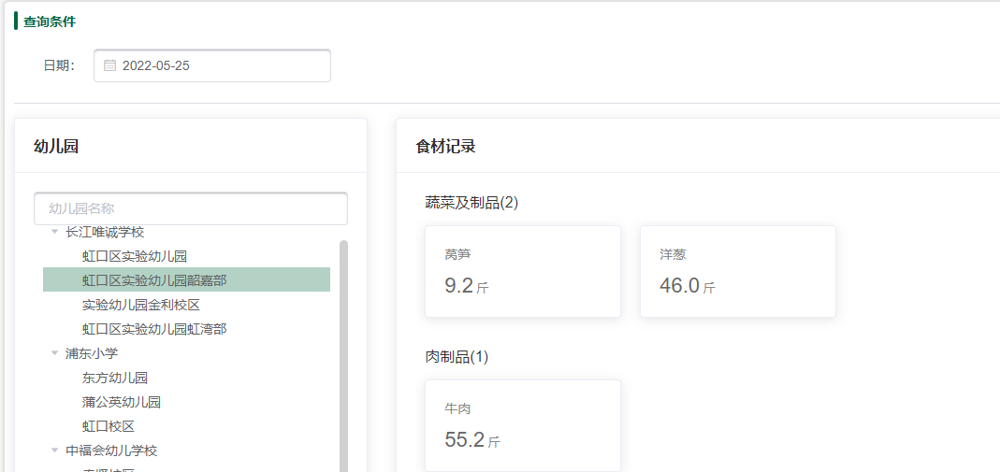 查询条件
日期：
2022-05-25
幼儿园
幼儿园名称
长江唯诚学校
虹口区实验幼儿园
虹口区实验幼儿园韶嘉部
实验幼儿园金利校区
虹口区实验幼儿园虹湾部
浦东小学
东方幼儿园
蒲公英幼儿园
虹口校区
中福会幼儿学校
食材记录
蔬菜及制品(2)
莴笋
9.2 斤
洋葱
46.0 斤
肉制品(1)
牛肉
55.2 斤